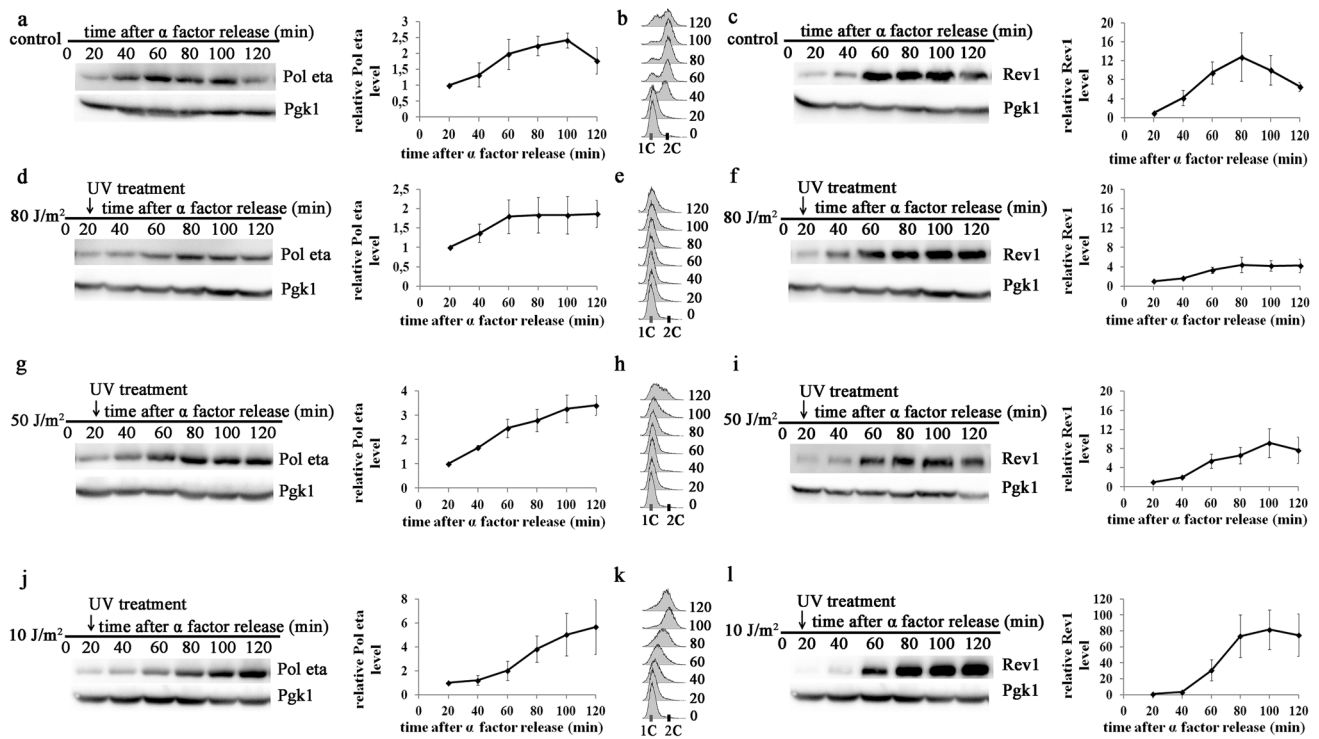 a
control
time after α factor release (min)
0 20 40 60 80 100 120
Pol eta
Pgk1
relative Pol eta level
3
2,5
2
1,5
1
0,5
0
0 20 40 60 80 100 120
time after α factor release (min)
b
120
100
80
60
40
20
0
1C 2C
c
control
time after α factor release (min)
0 20 40 60 80 100 120
Rev1
Pgk1
relative Rev1 level
20
16
12
8
4
0
0 20 40 60 80 100 120
time after α factor release (min)
d
UV treatment
80 J/m²
time after α factor release (min)
0 20 40 60 80 100 120
Pol eta
Pgk1
relative Pol eta level
2,5
2
1,5
1
0,5
0
0 20 40 60 80 100 120
time after α factor release (min)
e
120
100
80
60
40
20
0
1C 2C
f
UV treatment
80 J/m²
time after α factor release (min)
0 20 40 60 80 100 120
Rev1
Pgk1
relative Rev1 level
20
16
12
8
4
0
0 20 40 60 80 100 120
time after α factor release (min)
g
UV treatment
50 J/m²
time after α factor release (min)
0 20 40 60 80 100 120
Pol eta
Pgk1
relative Pol eta level
4
3
2
1
0
0 20 40 60 80 100 120
time after α factor release (min)
h
120
100
80
60
40
20
0
1C 2C
i
UV treatment
50 J/m²
time after α factor release (min)
0 20 40 60 80 100 120
Rev1
Pgk1
relative Rev1 level
20
16
12
8
4
0
0 20 40 60 80 100 120
time after α factor release (min)
j
UV treatment
10 J/m²
time after α factor release (min)
0 20 40 60 80 100 120
Pol eta
Pgk1
relative Pol eta level
8
6
4
2
0
0 20 40 60 80 100 120
time after α factor release (min)
k
120
100
80
60
40
20
0
1C 2C
l
UV treatment
10 J/m²
time after α factor release (min)
0 20 40 60 80 100 120
Rev1
Pgk1
relative Rev1 level
120
100
80
60
40
20
0
0 20 40 60 80 100 120
time after α factor release (min)